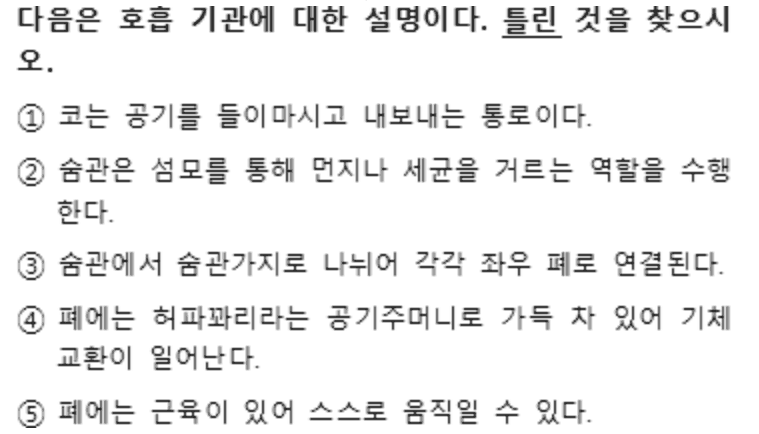 다음은 호흡 기관에 대한 설명이다. 틀린 것을 찾으시
오.
① 코는 공기를 들이마시고 내보내는 통로이다.
② 숨관은 섬모를 통해 먼지나 세균을 거르는 역할을 수행
한다.
③ 숨관에서 숨관가지로 나뉘어 각각 좌우 폐로 연결된다.
④ 폐에는 허파꽈리라는 공기주머니로 가득 차 있어 기체
교환이 일어난다.
⑤ 폐에는 근육이 있어 스스로 움직일 수 있다.